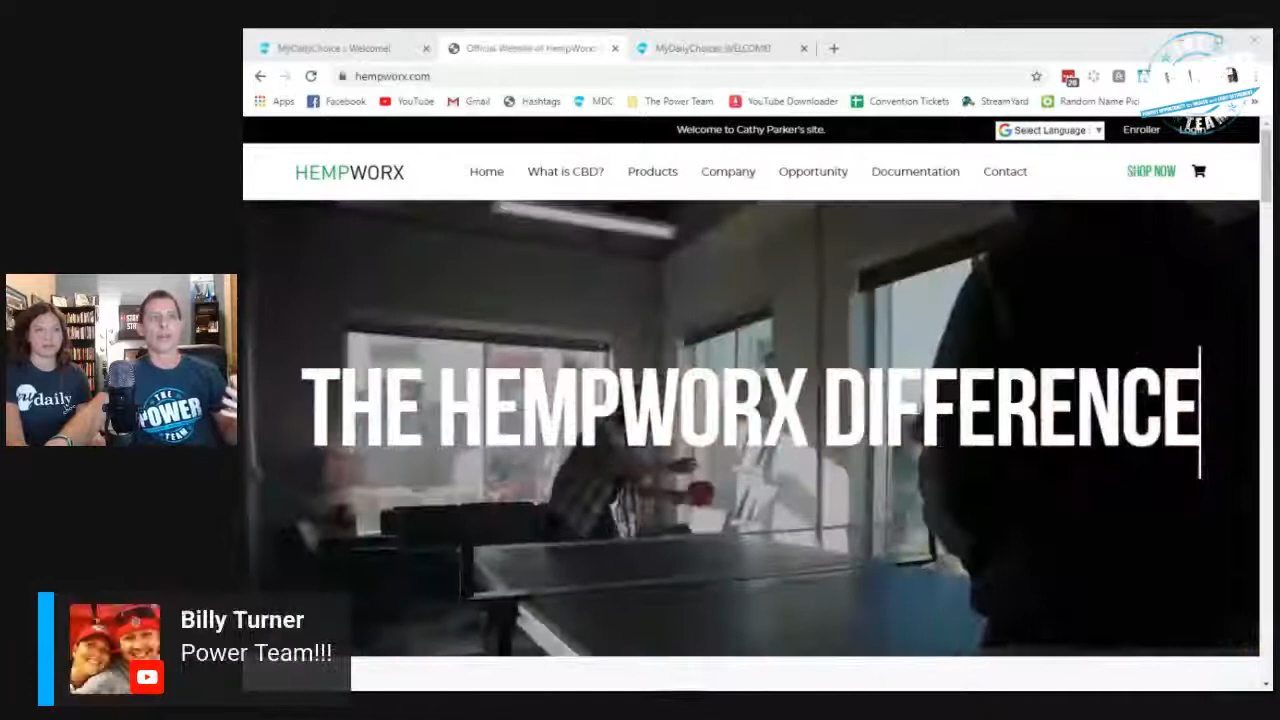 MyDailyChoice :: Welcome!
Official Website of HempWorx
MyDailyChoice: WELCOME!
hempworx.com
Apps
Facebook
YouTube
Gmail
Hashtags
MDC
The Power Team
YouTube Downloader
Convention Tickets
StreamYard
Random Name Pic
Welcome to Cathy Parker's site.
Select Language
Enroller
Login
TEAM
HEMPWORX
Home
What is CBD?
Products
Company
Opportunity
Documentation
Contact
SHOP NOW
THE HEMPWORX DIFFERENCE
daily
THE
POWER
TEAM
Billy Turner
Power Team!!!